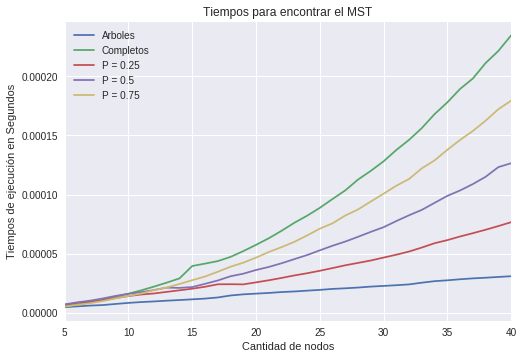 Tiempos para encontrar el MST
Arboles
Completos
P = 0.25
P = 0.5
P = 0.75
Tiempos de ejecución en Segundos
0.00020
0.00015
0.00010
0.00005
0.00000
5 10 15 20 25 30 35 40
Cantidad de nodos